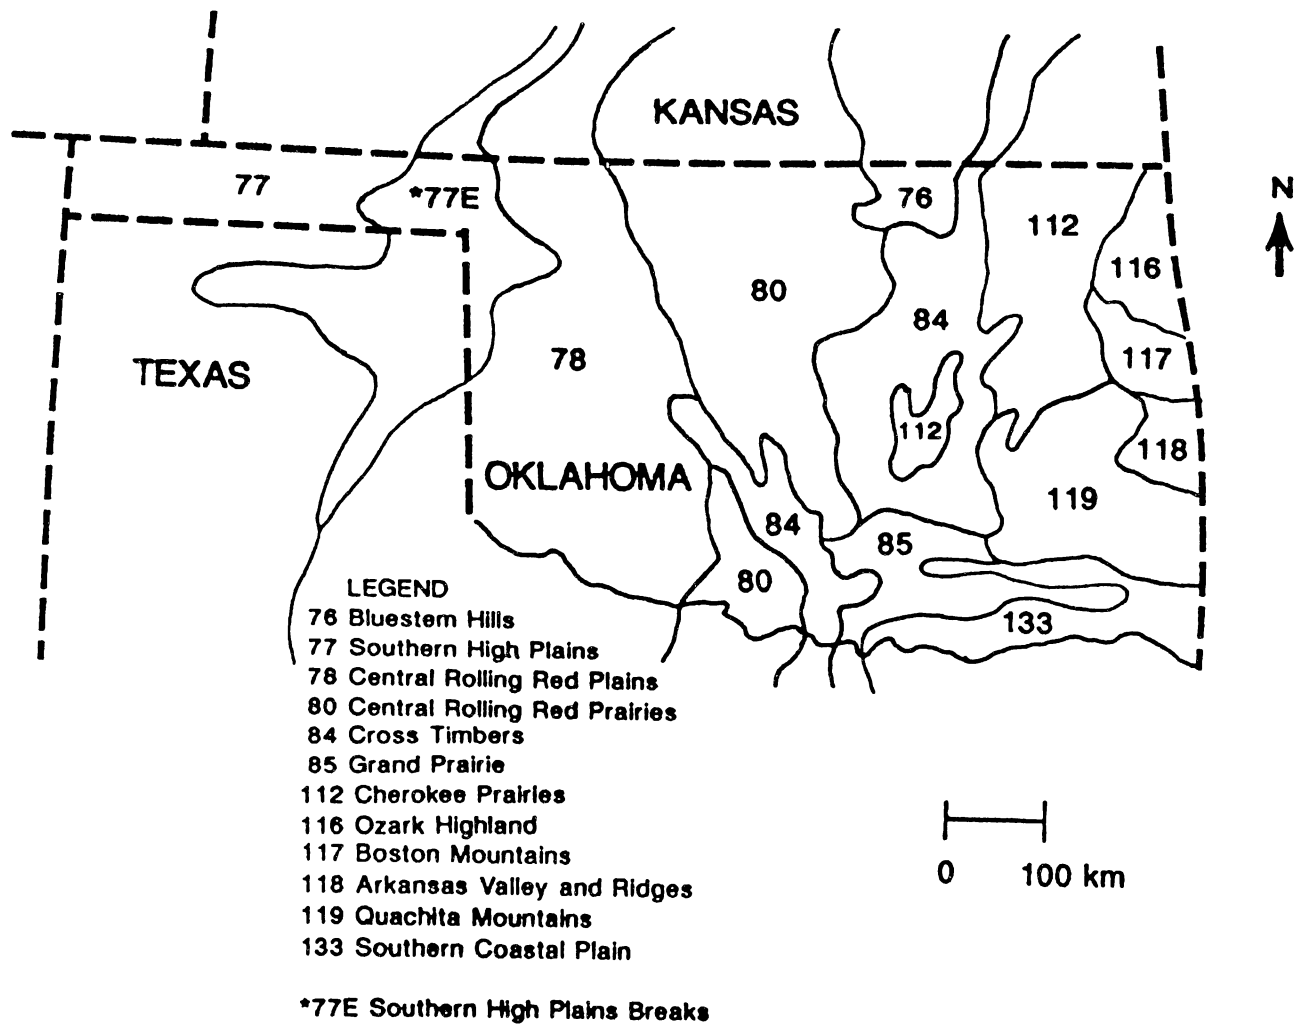 KANSAS
77
*77E
76
N
112
116
80
84
117
78
TEXAS
112
118
OKLAHOMA
119
84
85
80
133
LEGEND
76 Bluestem Hills
77 Southern High Plains
78 Central Rolling Red Plains
80 Central Rolling Red Prairies
84 Cross Timbers
85 Grand Prairie
112 Cherokee Prairies
116 Ozark Highland
117 Boston Mountains
118 Arkansas Valley and Ridges
119 Quachita Mountains
133 Southern Coastal Plain
*77E Southern High Plains Breaks
0 100 km